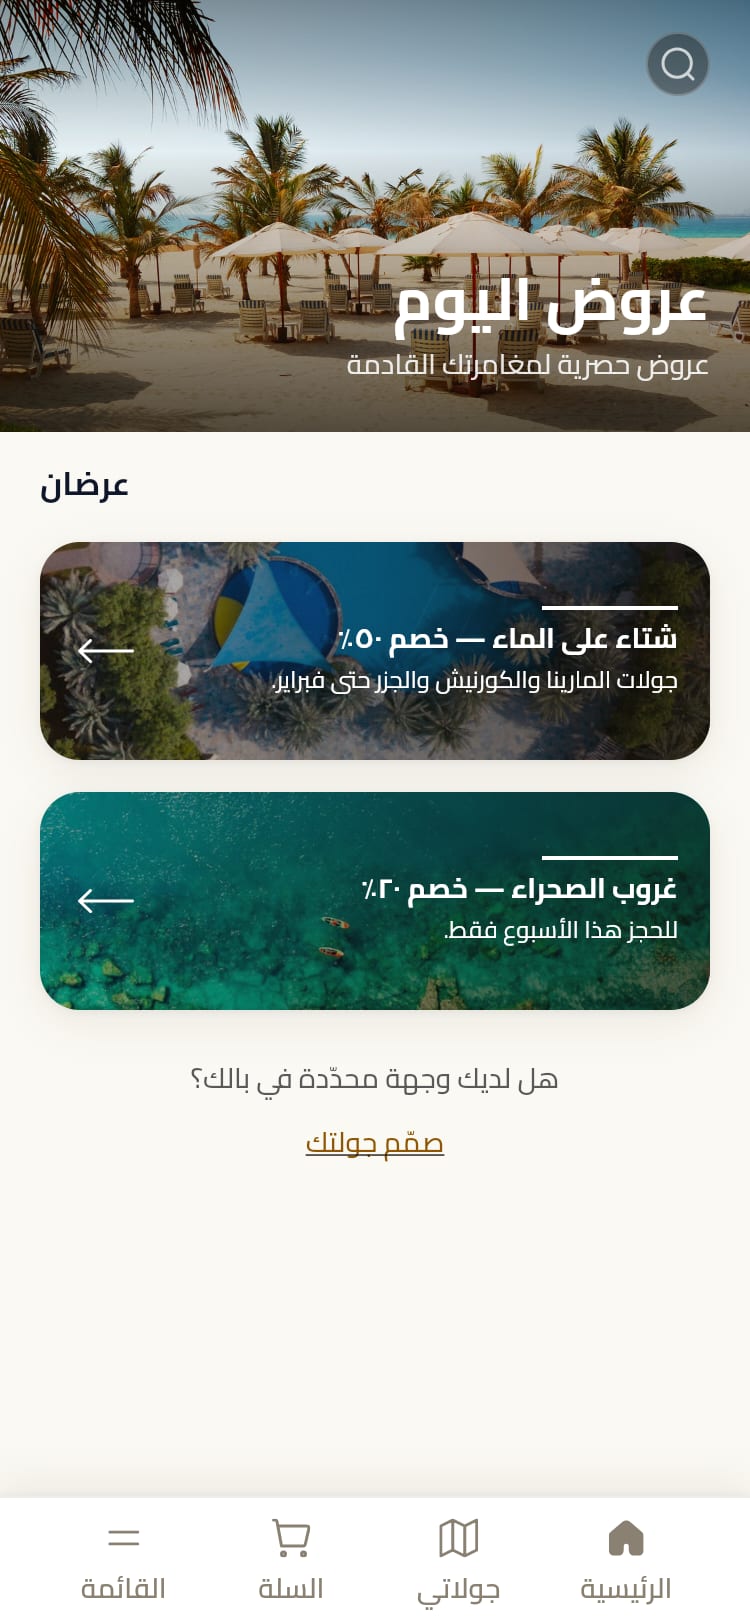 عروض اليوم
عروض حصرية لمغامرتك القادمة
عرضان
شتاء على الماء — خصم ٥٠٪
جولات المارينا والكورنيش والجزر حتى فبراير.
غروب الصحراء — خصم ٢٠٪
للحجز هذا الأسبوع فقط.
هل لديك وجهة محدّدة في بالك؟
صمّم جولتك
الرئيسية
جولاتي
السلة
القائمة